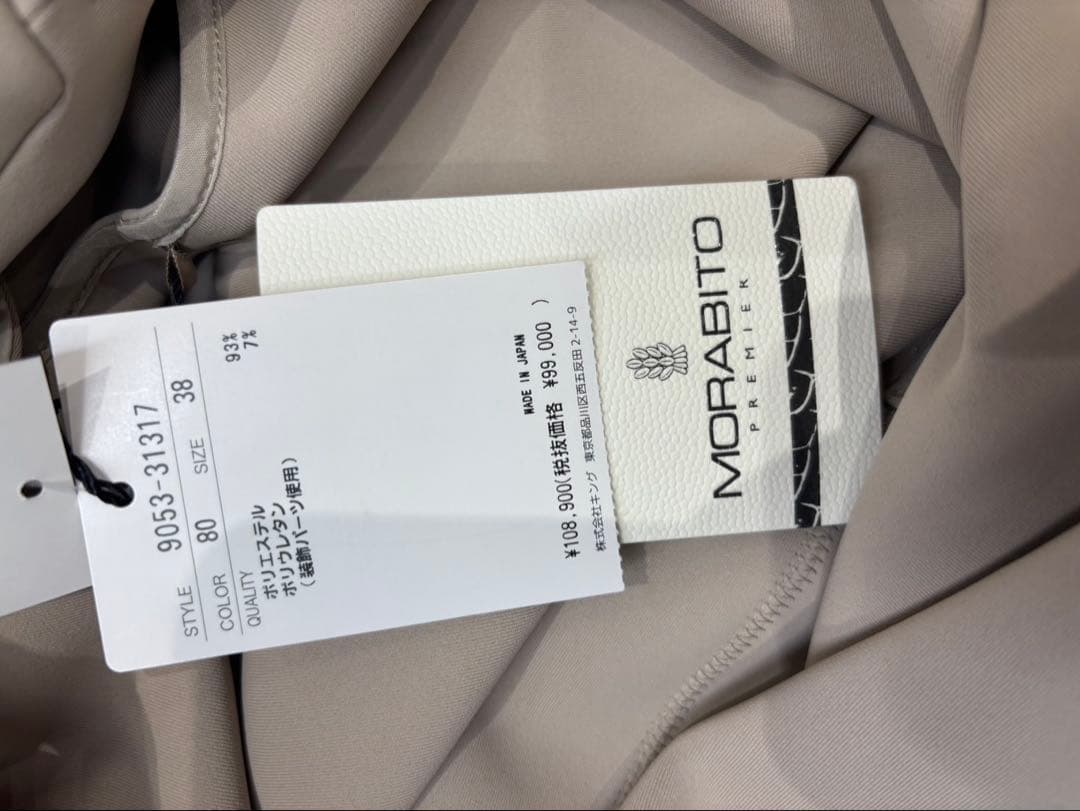 STYLE 9053-31317
COLOR 80 SIZE 38
QUALITY
ポリエステル 93%
ポリウレタン 7%
(装飾パーツ使用)
MADE IN JAPAN
¥108,900(税抜価格 ¥99,000 )
株式会社キング 東京都品川区西五反田 2-14-9
MORABITO
PREMIER